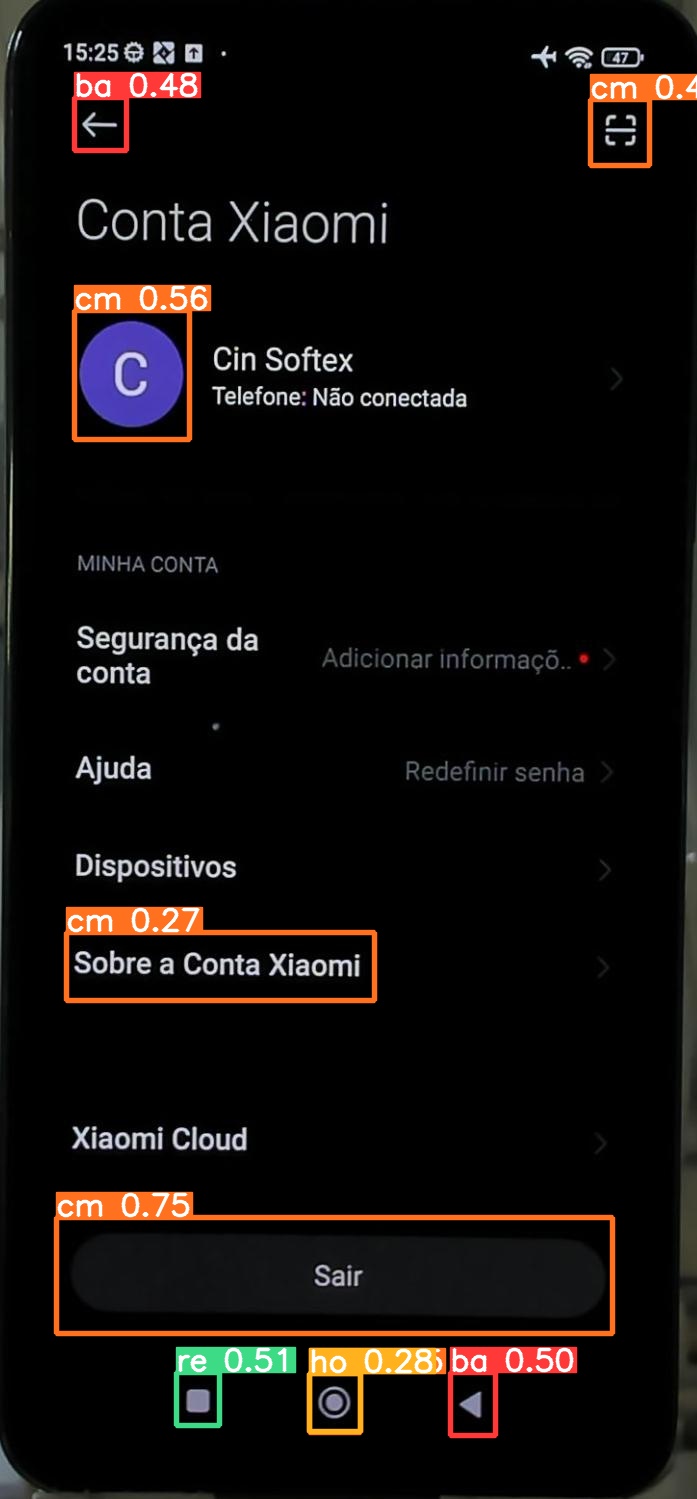 15:25
47
ba 0.48
cm 0.4
Conta Xiaomi
cm 0.56
C
Cin Softex
Telefone: Não conectada
MINHA CONTA
Segurança da
conta
Adicionar informaçõ..
Ajuda
Redefinir senha
Dispositivos
cm 0.27
Sobre a Conta Xiaomi
Xiaomi Cloud
cm 0.75
Sair
re 0.51
ho 0.28
ba 0.50